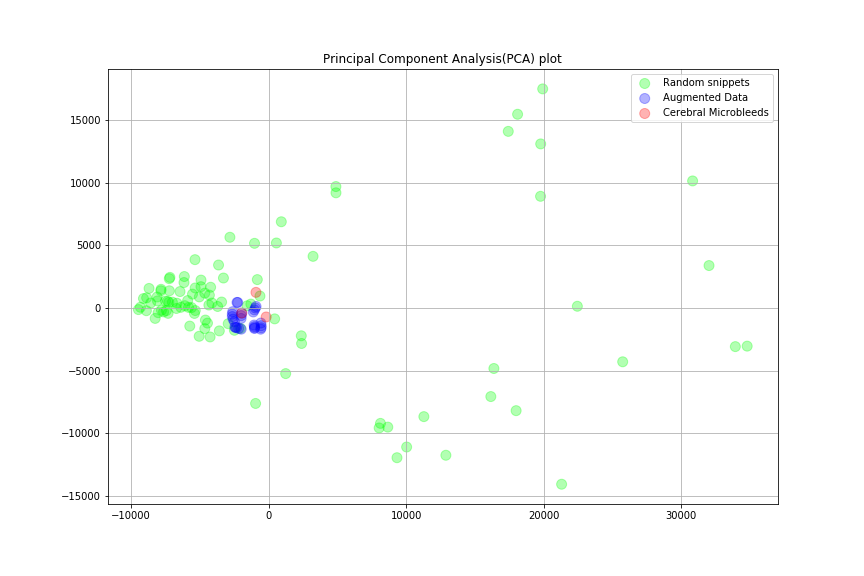 Principal Component Analysis(PCA) plot
Random snippets
Augmented Data
Cerebral Microbleeds
15000
10000
5000
0
−5000
−10000
−15000
−10000 0 10000 20000 30000